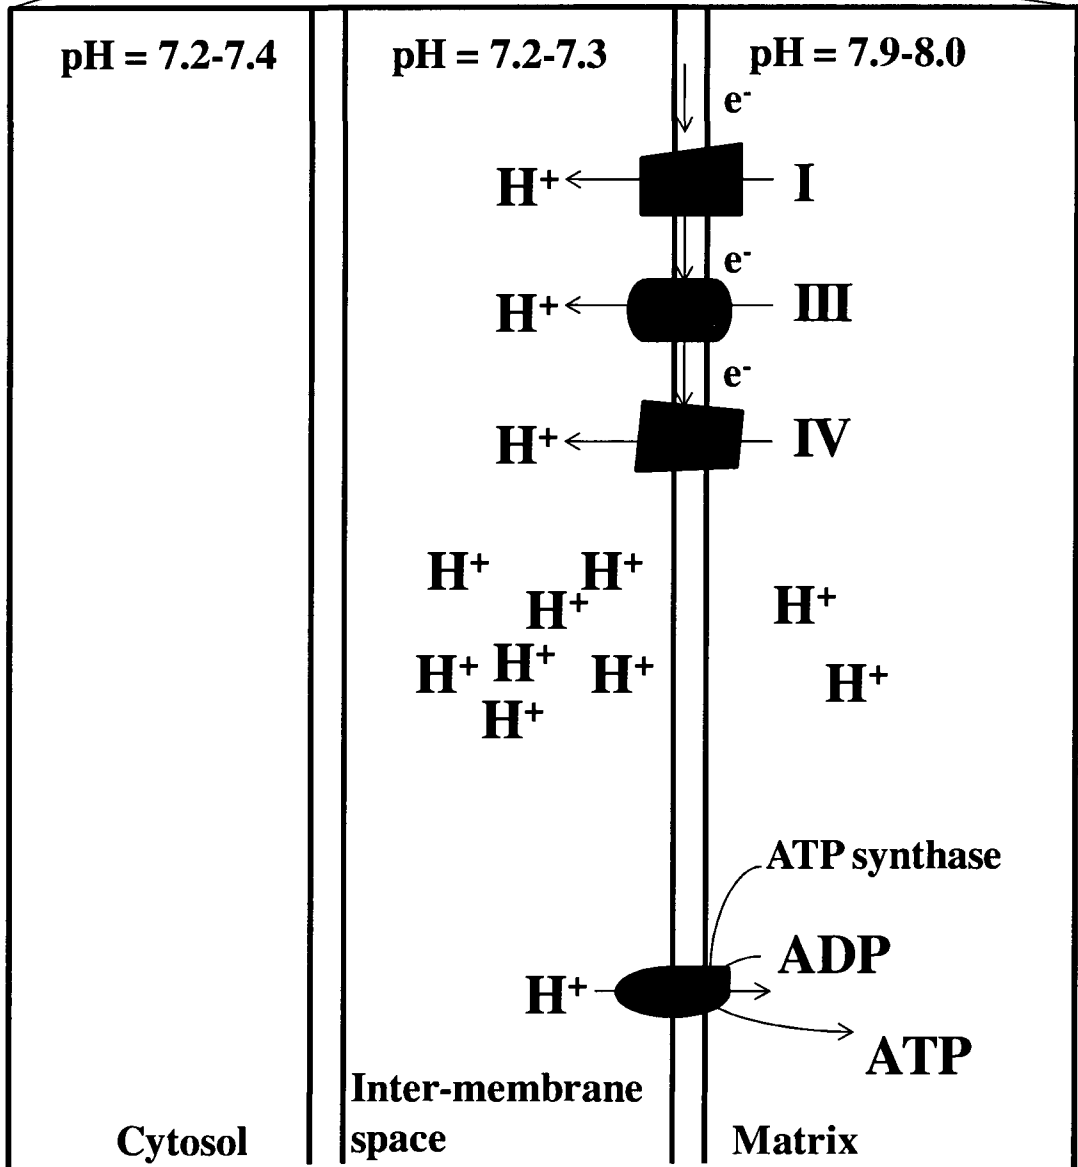 pH = 7.2-7.4
pH = 7.2-7.3
pH = 7.9-8.0
e-
H+
I
e-
H+
III
e-
H+
IV
H+
H+
H+
H+
H+
H+
H+
H+
H+
ATP synthase
ADP
H+
ATP
Inter-membrane
space
Cytosol
Matrix